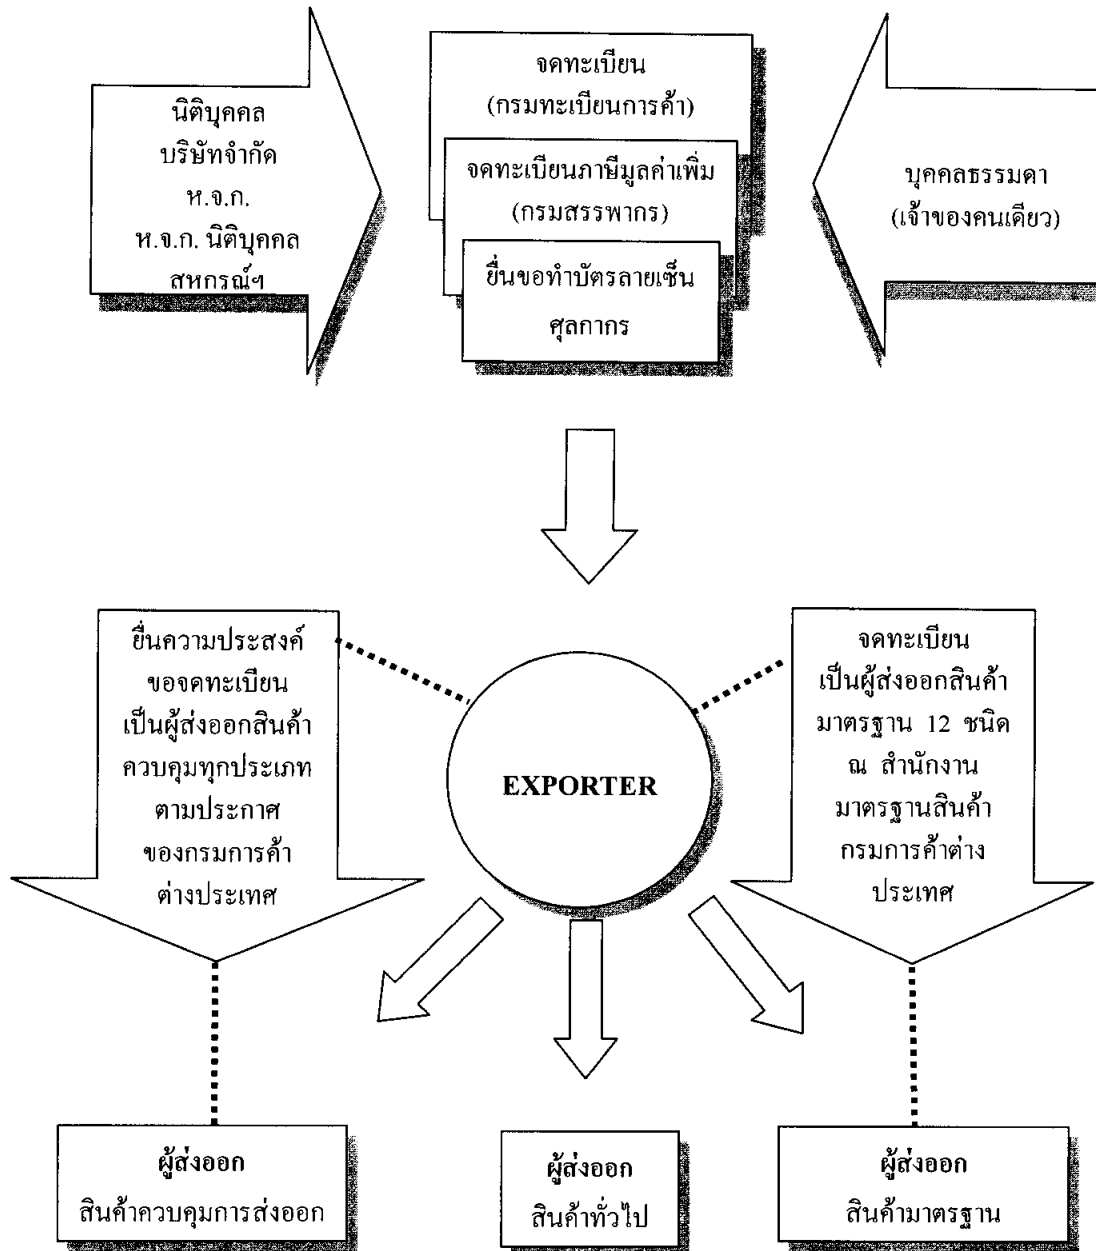 นิติบุคคล
บริษัทจำกัด
ห.จ.ก.
ห.จ.ก. นิติบุคคล
สหกรณ์ฯ
จดทะเบียน
(กรมทะเบียนการค้า)
จดทะเบียนภาษีมูลค่าเพิ่ม
(กรมสรรพากร)
ยื่นขอทำบัตรลายเซ็น
ศุลกากร
บุคคลธรรมดา
(เจ้าของคนเดียว)
ยื่นความประสงค์
ขอจดทะเบียน
เป็นผู้ส่งออกสินค้า
ควบคุมทุกประเภท
ตามประกาศ
ของกรมการค้า
ต่างประเทศ
EXPORTER
จดทะเบียน
เป็นผู้ส่งออกสินค้า
มาตรฐาน 12 ชนิด
ณ สำนักงาน
มาตรฐานสินค้า
กรมการค้าต่าง
ประเทศ
ผู้ส่งออก
สินค้าควบคุมการส่งออก
ผู้ส่งออก
สินค้าทั่วไป
ผู้ส่งออก
สินค้ามาตรฐาน